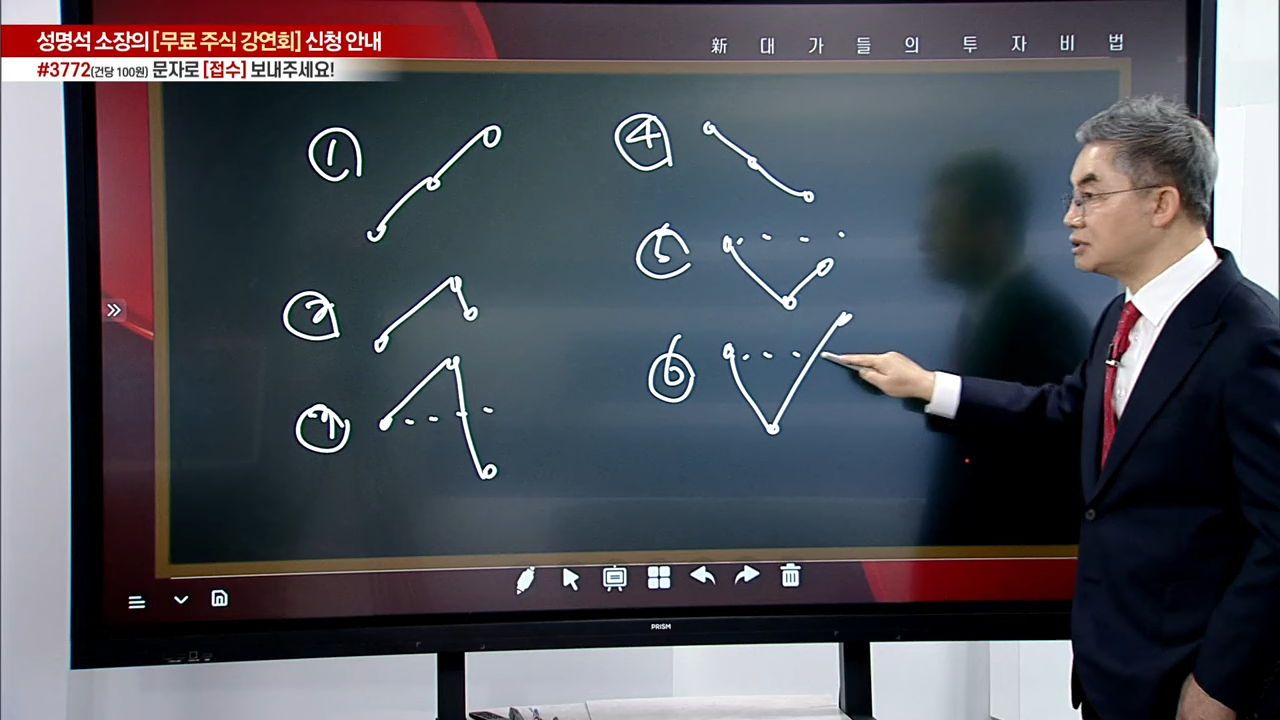 성명석 소장의 [무료 주식 강연회] 신청 안내
#3772(건당 100원) 문자로 [접수] 보내주세요!
新 대 가 들 의 투 자 비 법
①
②
④
⑤
⑥
PRISM